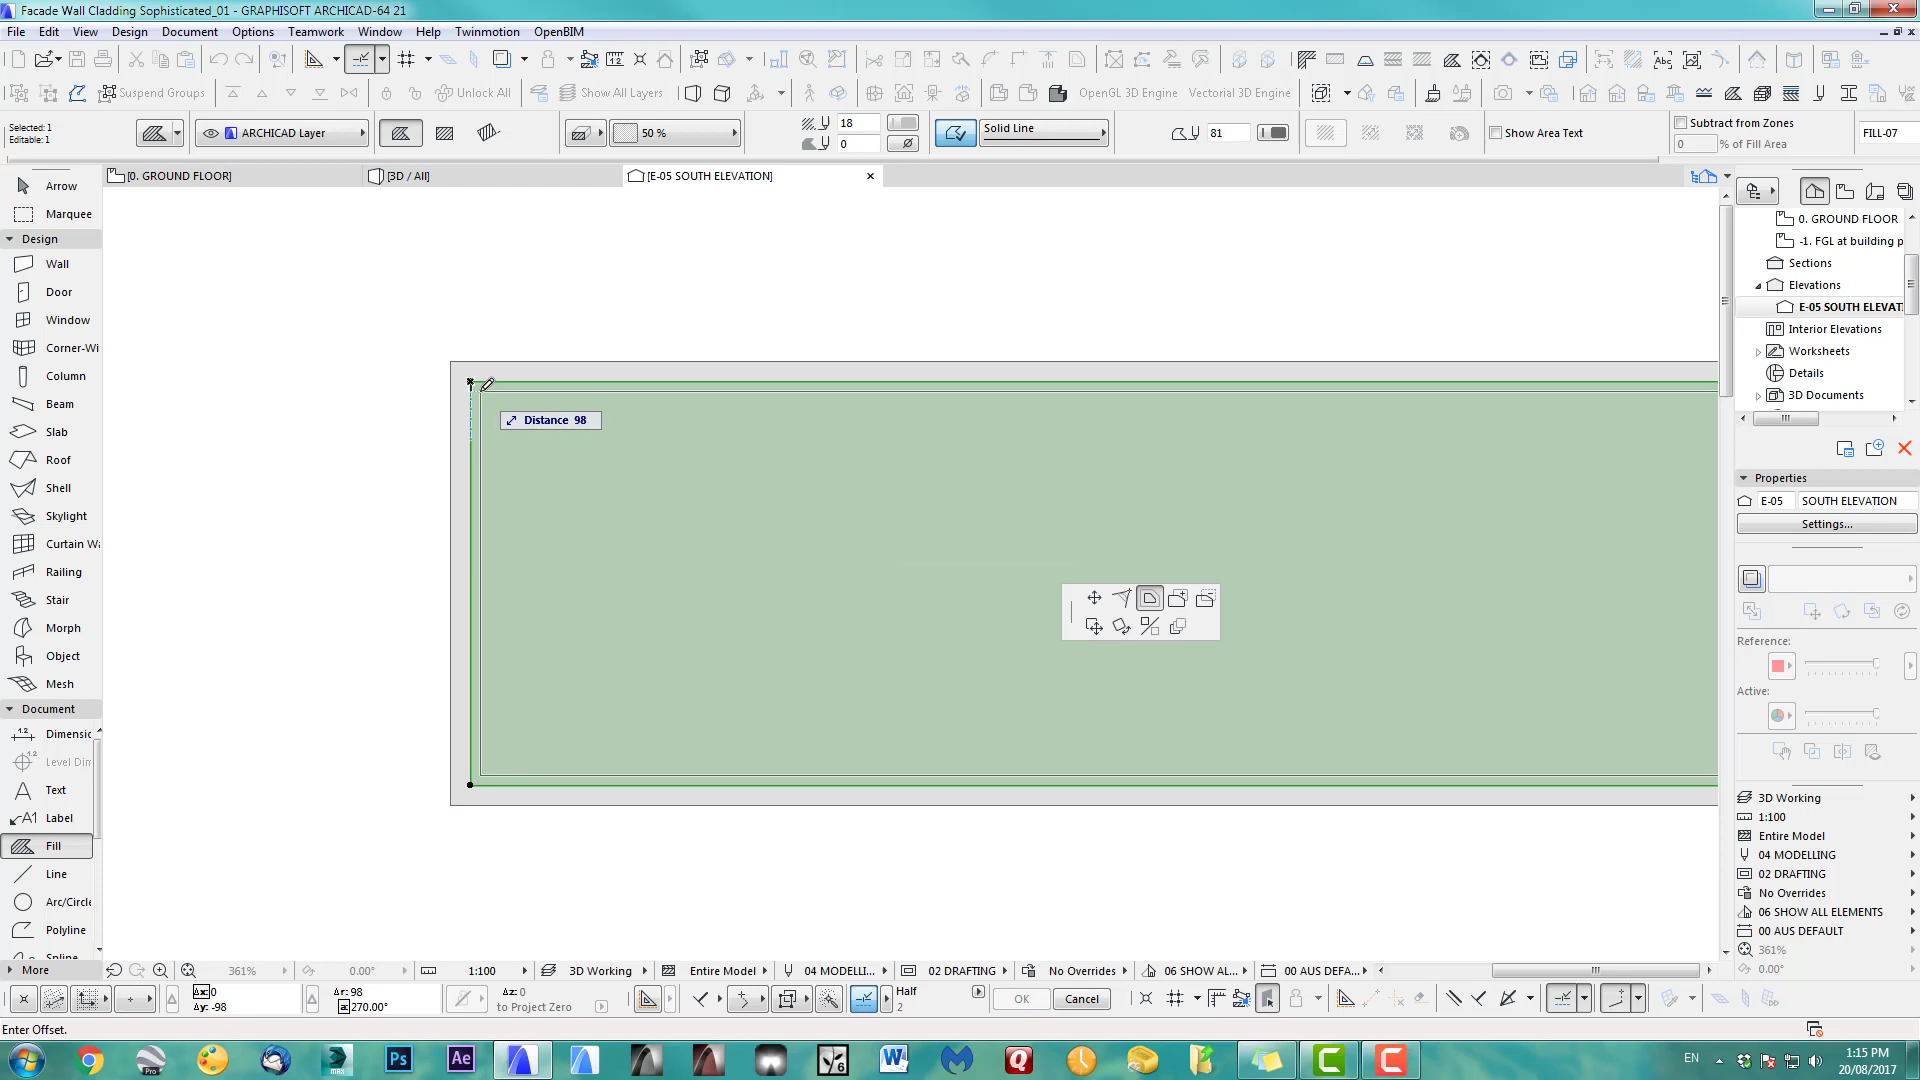 Facade Wall Cladding Sophisticated_01 - GRAPHISOFT ARCHICAD-64 21
File Edit View Design Document Options Teamwork Window Help Twinmotion OpenBIM
Suspend Groups Unlock All Show All Layers OpenGL 3D Engine Vectorial 3D Engine
Selected: 1
Editable: 1
ARCHICAD Layer
50 %
18
0
Solid Line
81
Show Area Text
Subtract from Zones
0 % of Fill Area
FILL-07
[0. GROUND FLOOR]
[3D / All]
[E-05 SOUTH ELEVATION]
Arrow
Marquee
Design
Wall
Door
Window
Corner-Wi
Column
Beam
Slab
Roof
Shell
Skylight
Curtain Wa
Railing
Stair
Morph
Object
Mesh
Document
Dimensic
Level Din
Text
Label
Fill
Line
Arc/Circle
Polyline
Spline
More
Distance 98
0. GROUND FLOOR
-1. FGL at building p
Sections
Elevations
E-05 SOUTH ELEVAT
Interior Elevations
Worksheets
Details
3D Documents
Properties
E-05 SOUTH ELEVATION
Settings...
Reference:
Active:
3D Working
1:100
Entire Model
04 MODELLING
02 DRAFTING
No Overrides
06 SHOW ALL ELEMENTS
00 AUS DEFAULT
361%
0.00°
361% 0.00° 1:100 3D Working Entire Model 04 MODELLI... 02 DRAFTING No Overrides 06 SHOW AL... 00 AUS DEFA...
Δx: 0
Δy: -98
Δr: 98
a: 270.00°
Δz: 0
to Project Zero
Half
2
OK
Cancel
Enter Offset.
EN
1:15 PM
20/08/2017